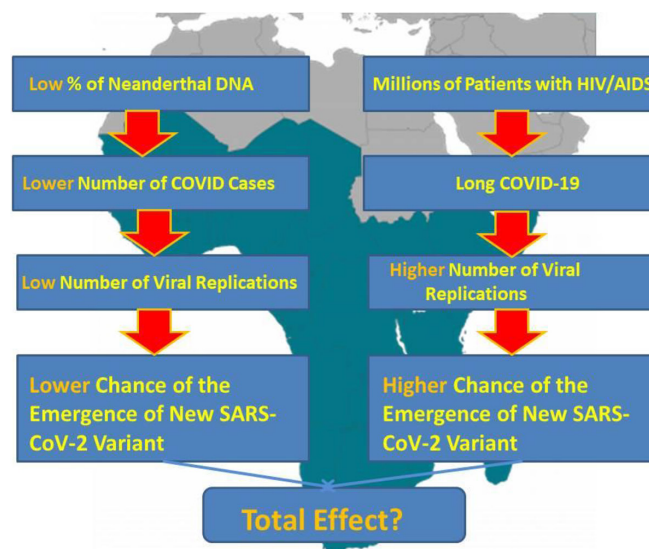 Low % of Neanderthal DNA
Lower Number of COVID Cases
Low Number of Viral Replications
Lower Chance of the
Emergence of New SARS-
CoV-2 Variant
Millions of Patients with HIV/AIDS
Long COVID-19
Higher Number of Viral
Replications
Higher Chance of the
Emergence of New SARS-
CoV-2 Variant
Total Effect?